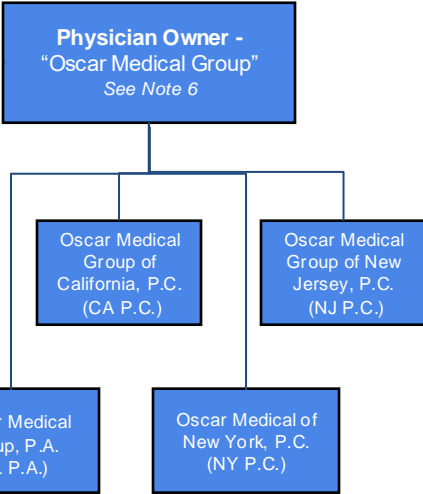 Physician Owner -
“Oscar Medical Group”
See Note 6
Oscar Medical
Group of
California, P.C.
(CA P.C.)
Oscar Medical
Group of New
Jersey, P.C.
(NJ P.C.)
Medical
P.A.
P.A.)
Oscar Medical of
New York, P.C.
(NY P.C.)